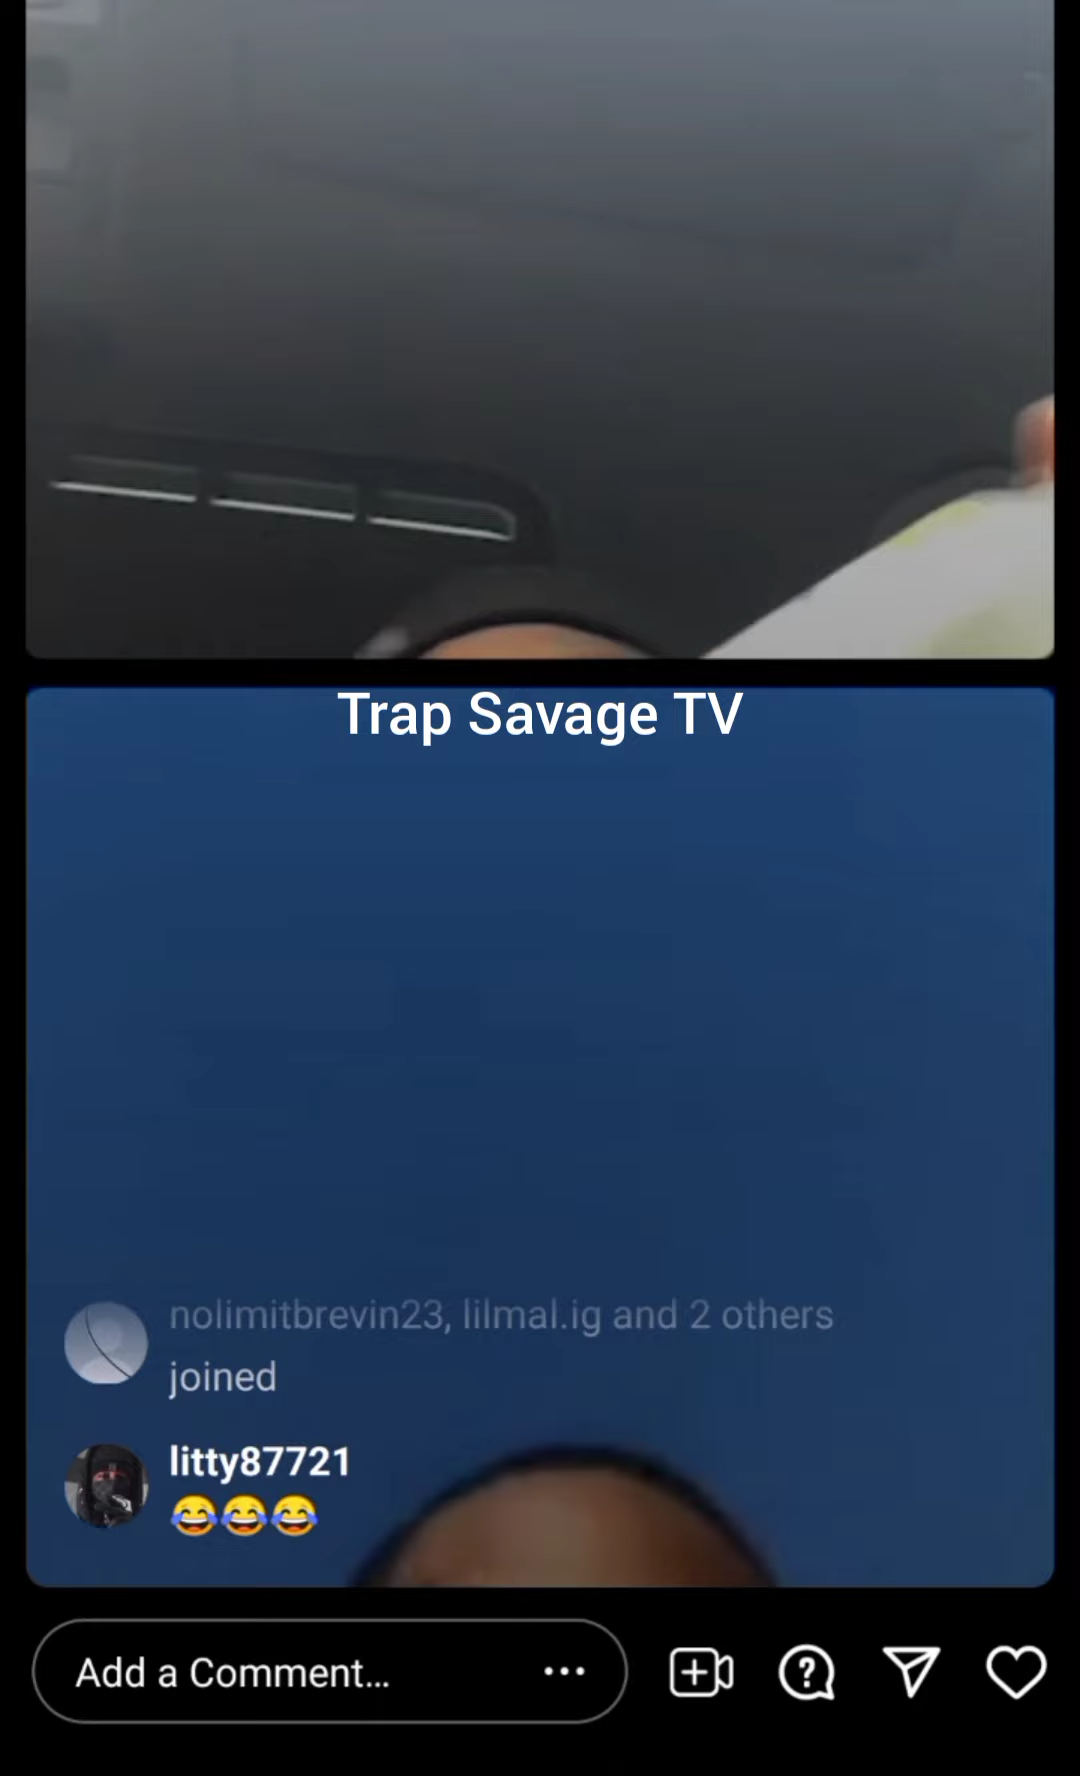 Trap Savage TV
nolimitbrevin23, lilmal.ig and 2 others
joined
litty87721
😂😂😂
Add a Comment...